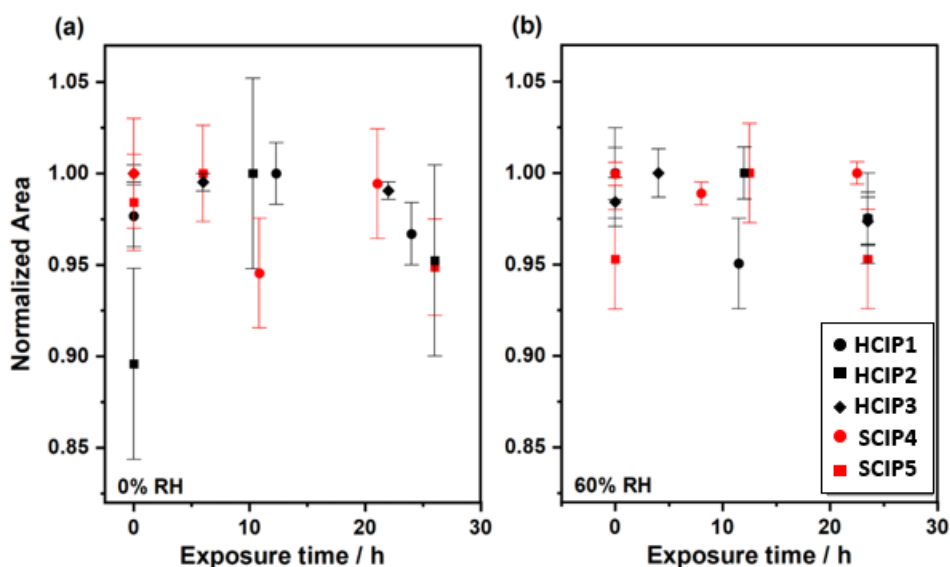 (a)
(b)
Normalized Area
1.05
1.00
0.95
0.90
0.85
0% RH
0
10
20
30
Exposure time / h
1.05
1.00
0.95
0.90
0.85
60% RH
0
10
20
30
Exposure time / h
HCIP1
HCIP2
HCIP3
SCIP4
SCIP5